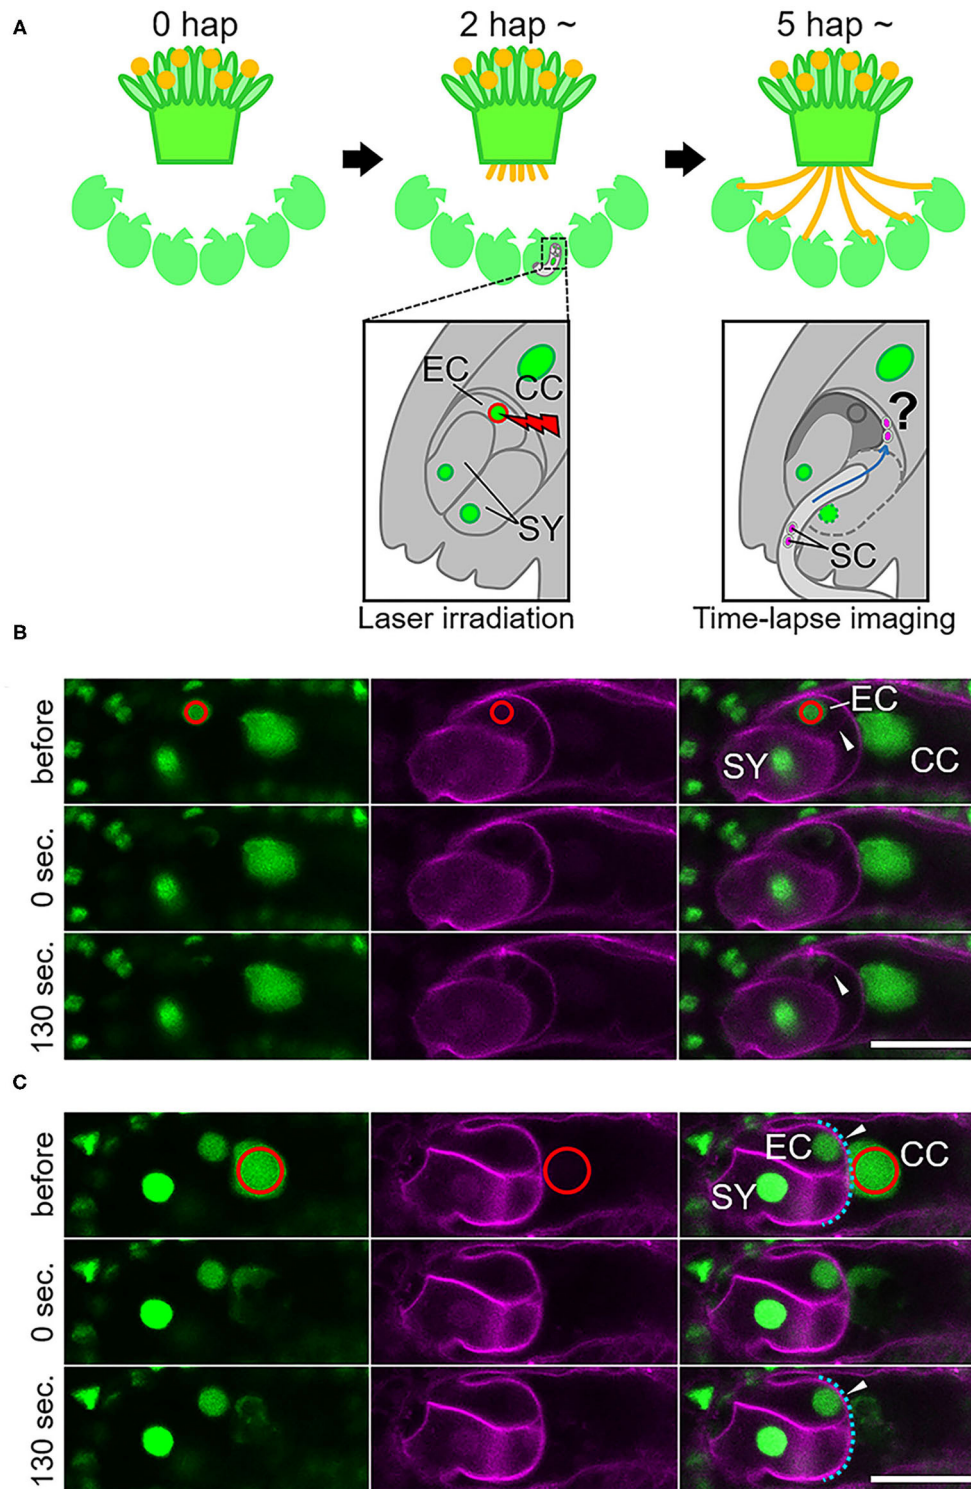 A
0 hap
2 hap ~
5 hap ~
EC
CC
SY
?
SC
Laser irradiation
Time-lapse imaging
B
before
EC
SY
CC
0 sec.
130 sec.
C
before
EC
CC
SY
0 sec.
130 sec.